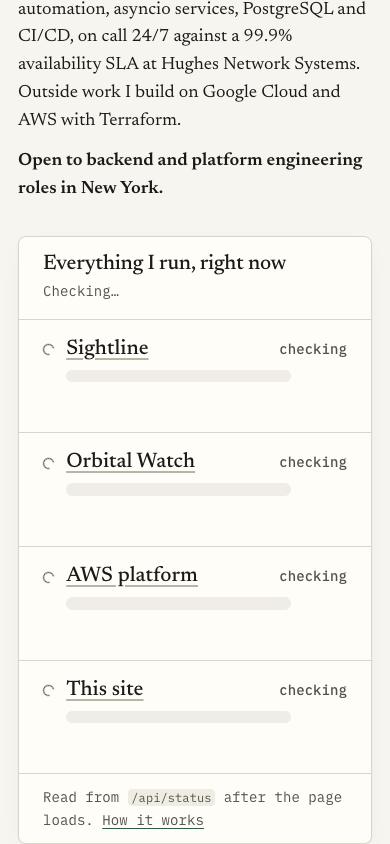 automation, asyncio services, PostgreSQL and
CI/CD, on call 24/7 against a 99.9%
availability SLA at Hughes Network Systems.
Outside work I build on Google Cloud and
AWS with Terraform.
Open to backend and platform engineering
roles in New York.
Everything I run, right now
Checking…
Sightline checking
Orbital Watch checking
AWS platform checking
This site checking
Read from /api/status after the page
loads. How it works